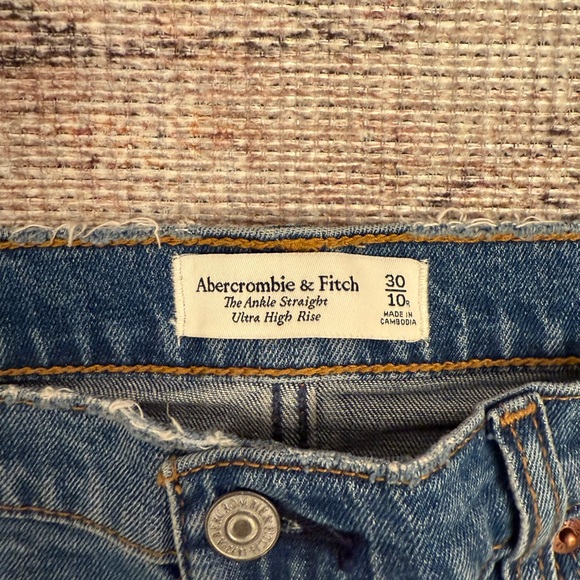 Abercrombie & Fitch
The Ankle Straight
Ultra High Rise
30
10R
MADE IN
CAMBODIA